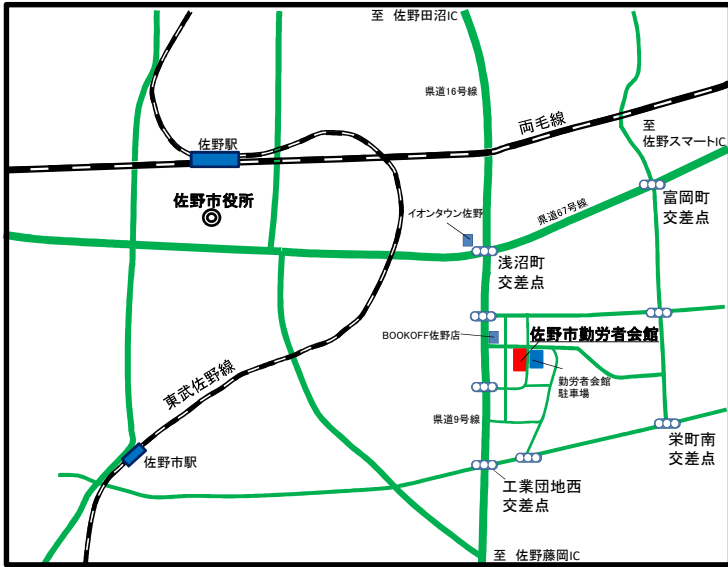 至 佐野田沼IC
県道16号線
両毛線
至
佐野スマートIC
佐野駅
佐野市役所
イオンタウン佐野
県道67号線
富岡町
交差点
浅沼町
交差点
BOOKOFF佐野店
佐野市勤労者会館
勤労者会館
駐車場
東武佐野線
県道9号線
栄町南
交差点
佐野市駅
工業団地西
交差点
至 佐野藤岡IC